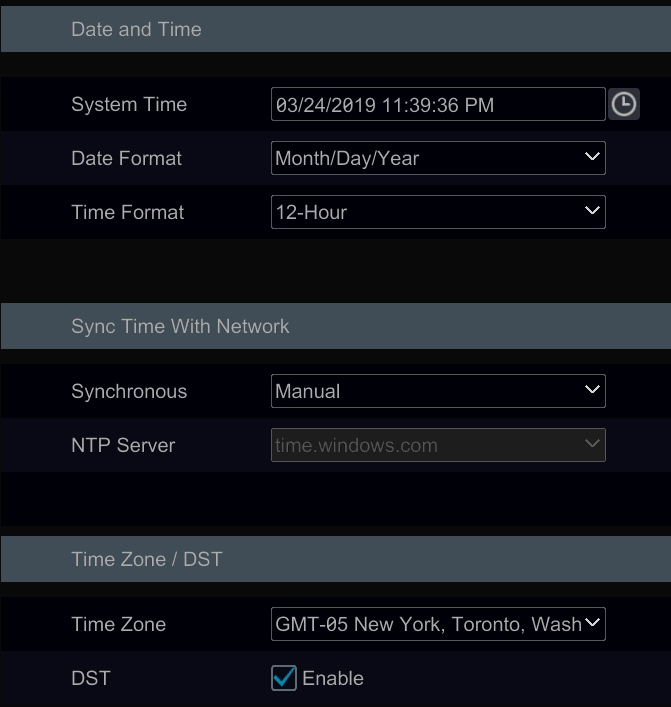 Date and Time
System Time 03/24/2019 11:39:36 PM
Date Format Month/Day/Year
Time Format 12-Hour
Sync Time With Network
Synchronous Manual
NTP Server time.windows.com
Time Zone / DST
Time Zone GMT-05 New York, Toronto, Wash
DST Enable